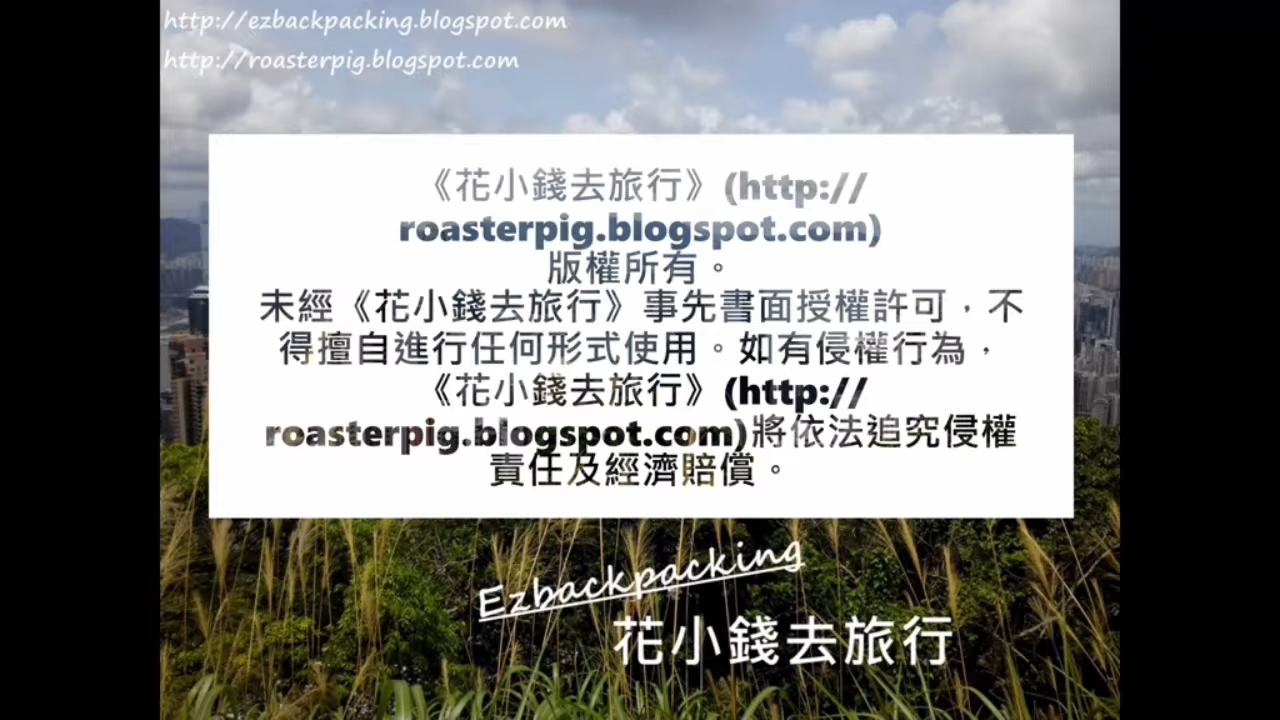 http://ezbackpacking.blogspot.com
http://roasterpig.blogspot.com
《花小錢去旅行》(http://
roasterpig.blogspot.com)
版權所有。
未經《花小錢去旅行》事先書面授權許可，不
得擅自進行任何形式使用。如有侵權行為，
《花小錢去旅行》(http://
roasterpig.blogspot.com)將依法追究侵權
責任及經濟賠償。
Ezbackpacking
花小錢去旅行